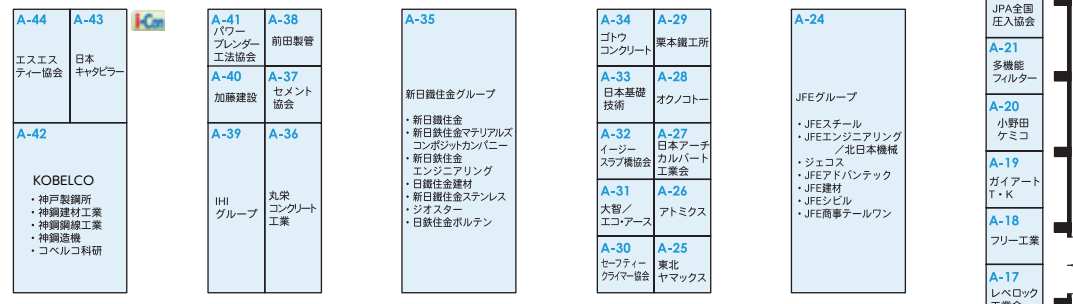 A-44
エスエス
ティー協会
A-43
日本
キャタピラー
i-Con
A-42
KOBELCO
・神戸製鋼所
・神鋼建材工業
・神鋼鋼線工業
・神鋼造機
・コベルコ科研
A-41
パワー
ブレンダー
工法協会
A-38
前田製管
A-40
加藤建設
A-37
セメント
協会
A-39
IHI
グループ
A-36
丸栄
コンクリート
工業
A-35
新日鐵住金グループ
・新日鐵住金
・新日鉄住金マテリアルズ
コンポジットカンパニー
・新日鉄住金
エンジニアリング
・日鐵住金建材
・新日鐵住金ステンレス
・ジオスター
・日鉄住金ボルテン
A-34
ゴトウ
コンクリート
A-29
栗本鐵工所
A-33
日本基礎
技術
A-28
オクノコトー
A-32
イージー
スラブ橋協会
A-27
日本アーチ
カルバート
工業会
A-31
大智／
エコ・アース
A-26
アトミクス
A-30
セーフティー
クライマー協会
A-25
東北
ヤマックス
A-24
JFEグループ
・JFEスチール
・JFEエンジニアリング
／北日本機械
・ジェコス
・JFEアドバンテック
・JFE建材
・JFEシビル
・JFE商事テールワン
JPA全国
圧入協会
A-21
多機能
フィルター
A-20
小野田
ケミコ
A-19
ガイアート
T・K
A-18
フリー工業
A-17
レベロック